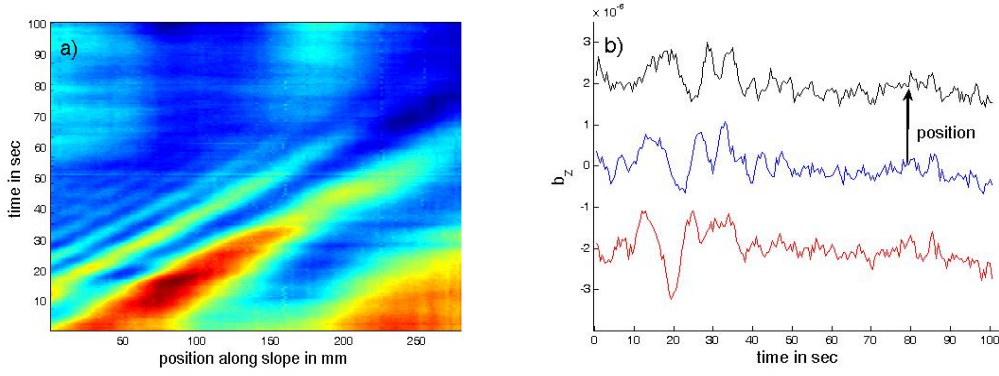 a)
100
90
80
70
60
50
40
30
20
10
time in sec
50 100 150 200 250
position along slope in mm
× 10⁻⁶
b)
3
2
1
0
-1
-2
-3
b_Z
position
0 10 20 30 40 50 60 70 80 90 100
time in sec